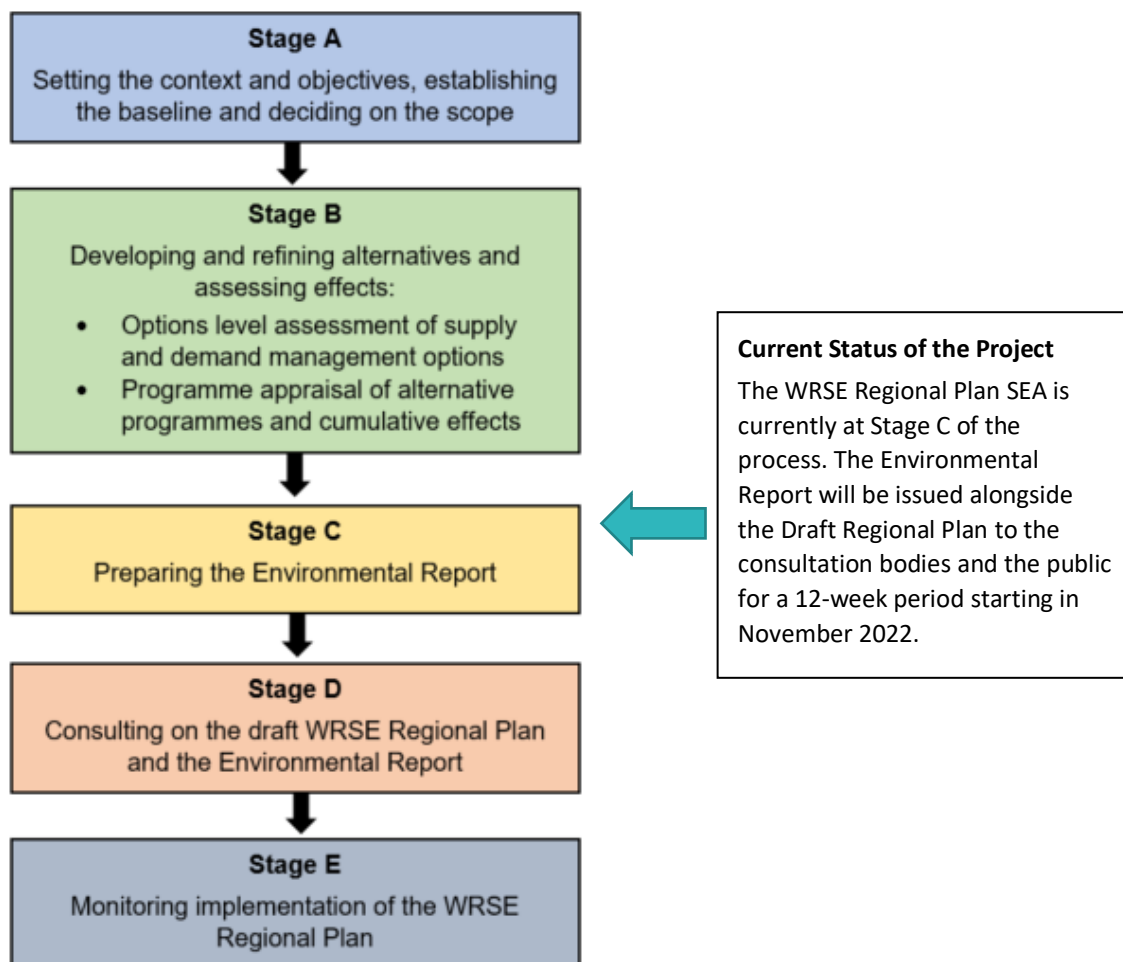 Stage A
Setting the context and objectives, establishing
the baseline and deciding on the scope
Stage B
Developing and refining alternatives and
assessing effects:
• Options level assessment of supply
and demand management options
• Programme appraisal of alternative
programmes and cumulative effects
Stage C
Preparing the Environmental Report
Current Status of the Project
The WRSE Regional Plan SEA is
currently at Stage C of the
process. The Environmental
Report will be issued alongside
the Draft Regional Plan to the
consultation bodies and the public
for a 12-week period starting in
November 2022.
Stage D
Consulting on the draft WRSE Regional Plan
and the Environmental Report
Stage E
Monitoring implementation of the WRSE
Regional Plan